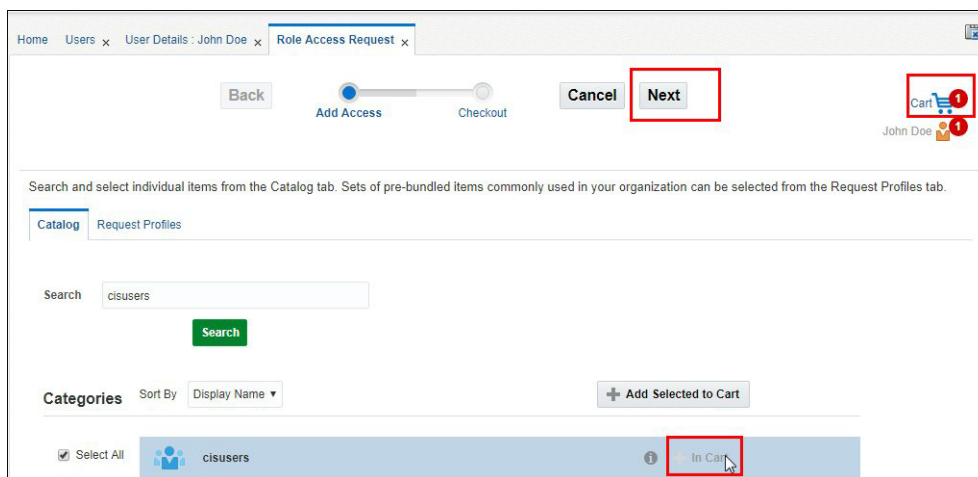 Home Users x User Details : John Doe x Role Access Request x
Back Cancel Next
Add Access Checkout
Cart 1
John Doe 1
Search and select individual items from the Catalog tab. Sets of pre-bundled items commonly used in your organization can be selected from the Request Profiles tab.
Catalog Request Profiles
Search cisusers
Search
Categories Sort By Display Name Add Selected to Cart
Select All cisusers In Cart